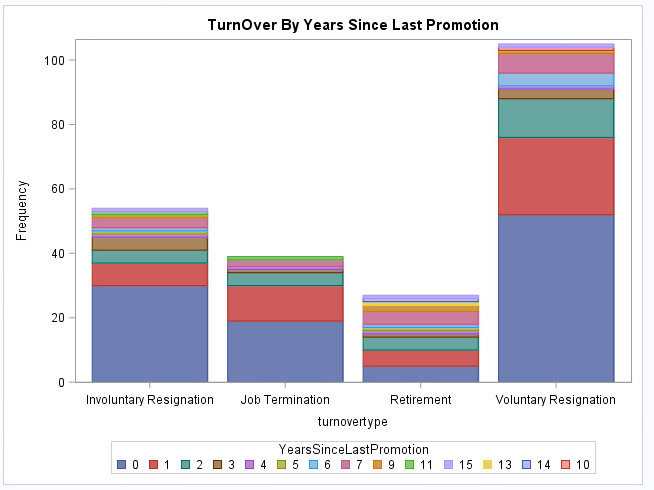 TurnOver By Years Since Last Promotion
100
80
60
40
20
0
Frequency
Involuntary Resignation Job Termination Retirement Voluntary Resignation
turnovertype
YearsSinceLastPromotion
0 1 2 3 4 5 6 7 9 11 15 13 14 10